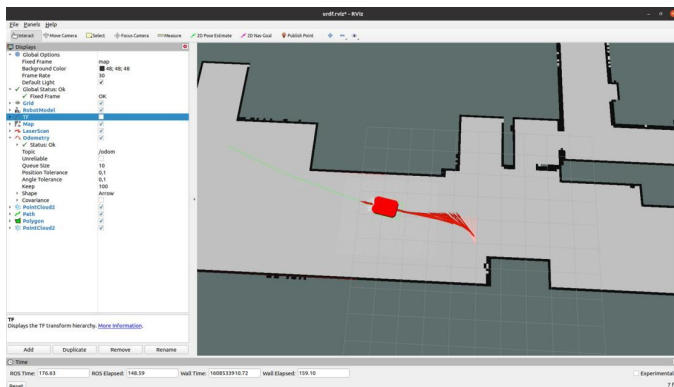 urdf.rviz* - RViz
File Panels Help
Interact Move Camera Select Focus Camera Measure 2D Pose Estimate 2D Nav Goal Publish Point
Displays
Global Options
Fixed Frame map
Background Color 48; 48; 48
Frame Rate 30
Default Light
Global Status: Ok
Fixed Frame OK
Grid
RobotModel
TF
Map
LaserScan
Odometry
Status: Ok
Topic /odom
Unreliable
Queue Size 10
Position Tolerance 0,1
Angle Tolerance 0,1
Keep 100
Shape Arrow
Covariance
PointCloud2
Path
Polygon
PointCloud2
TF
Displays the TF transform hierarchy. More Information.
Add Duplicate Remove Rename
Time
ROS Time: 176.63 ROS Elapsed: 148.59 Wall Time: 1608533910.72 Wall Elapsed: 159.10 Experimental
Reset